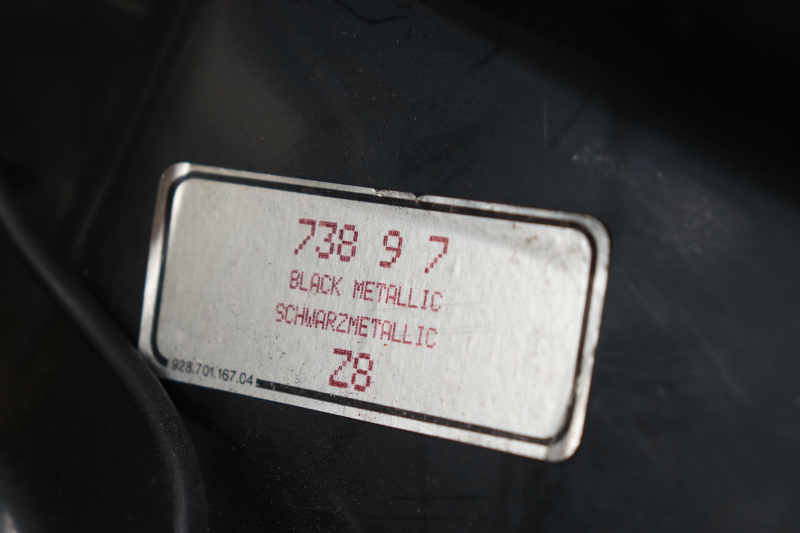 738 9 7
BLACK METALLIC
SCHWARZMETALLIC
Z8
928.701.167.04